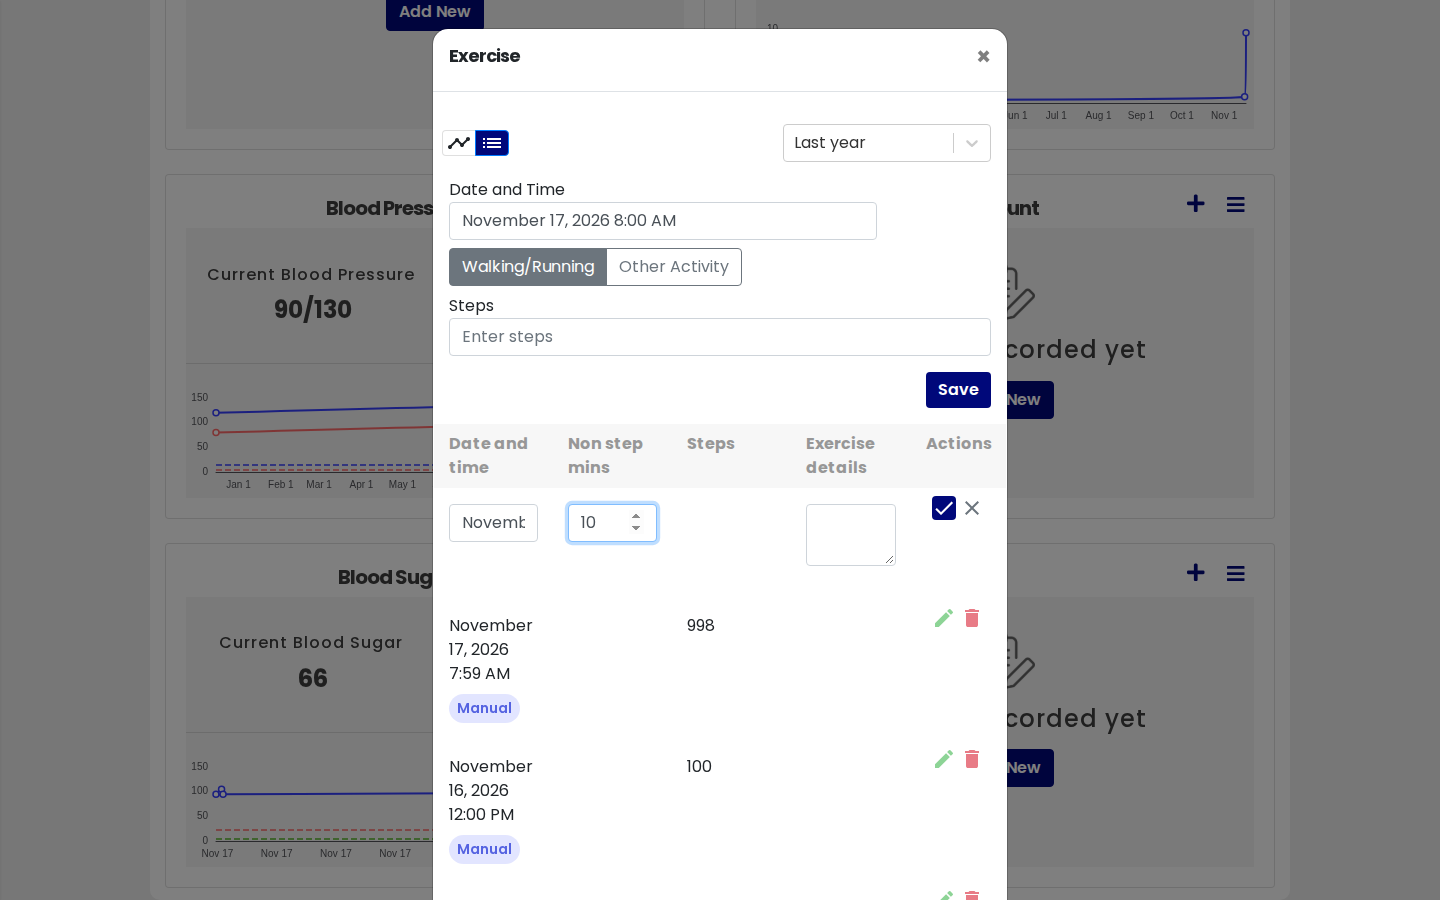 Add New
Exercise
×
10
Jun 1 Jul 1 Aug 1 Sep 1 Oct 1 Nov 1
Last year
Date and Time
November 17, 2026 8:00 AM
Walking/Running
Other Activity
Steps
Enter steps
Save
Date and time
Non step mins
Steps
Exercise details
Actions
Novemb
10
November 17, 2026 7:59 AM
998
Manual
November 16, 2026 12:00 PM
100
Manual
Blood Press
Current Blood Pressure
90/130
150
100
50
0
Jan 1 Feb 1 Mar 1 Apr 1 May 1
unt
corded yet
New
Blood Sug
Current Blood Sugar
66
150
100
50
0
Nov 17 Nov 17 Nov 17 Nov 17
corded yet
New